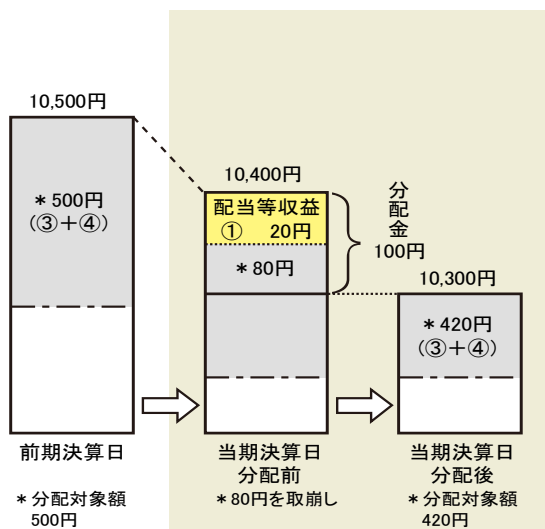 10,500円
＊500円
(③＋④)
前期決算日
＊分配対象額
500円
10,400円
配当等収益
① 20円
＊80円
分配金
100円
当期決算日
分配前
＊80円を取崩し
10,300円
＊420円
(③＋④)
当期決算日
分配後
＊分配対象額
420円